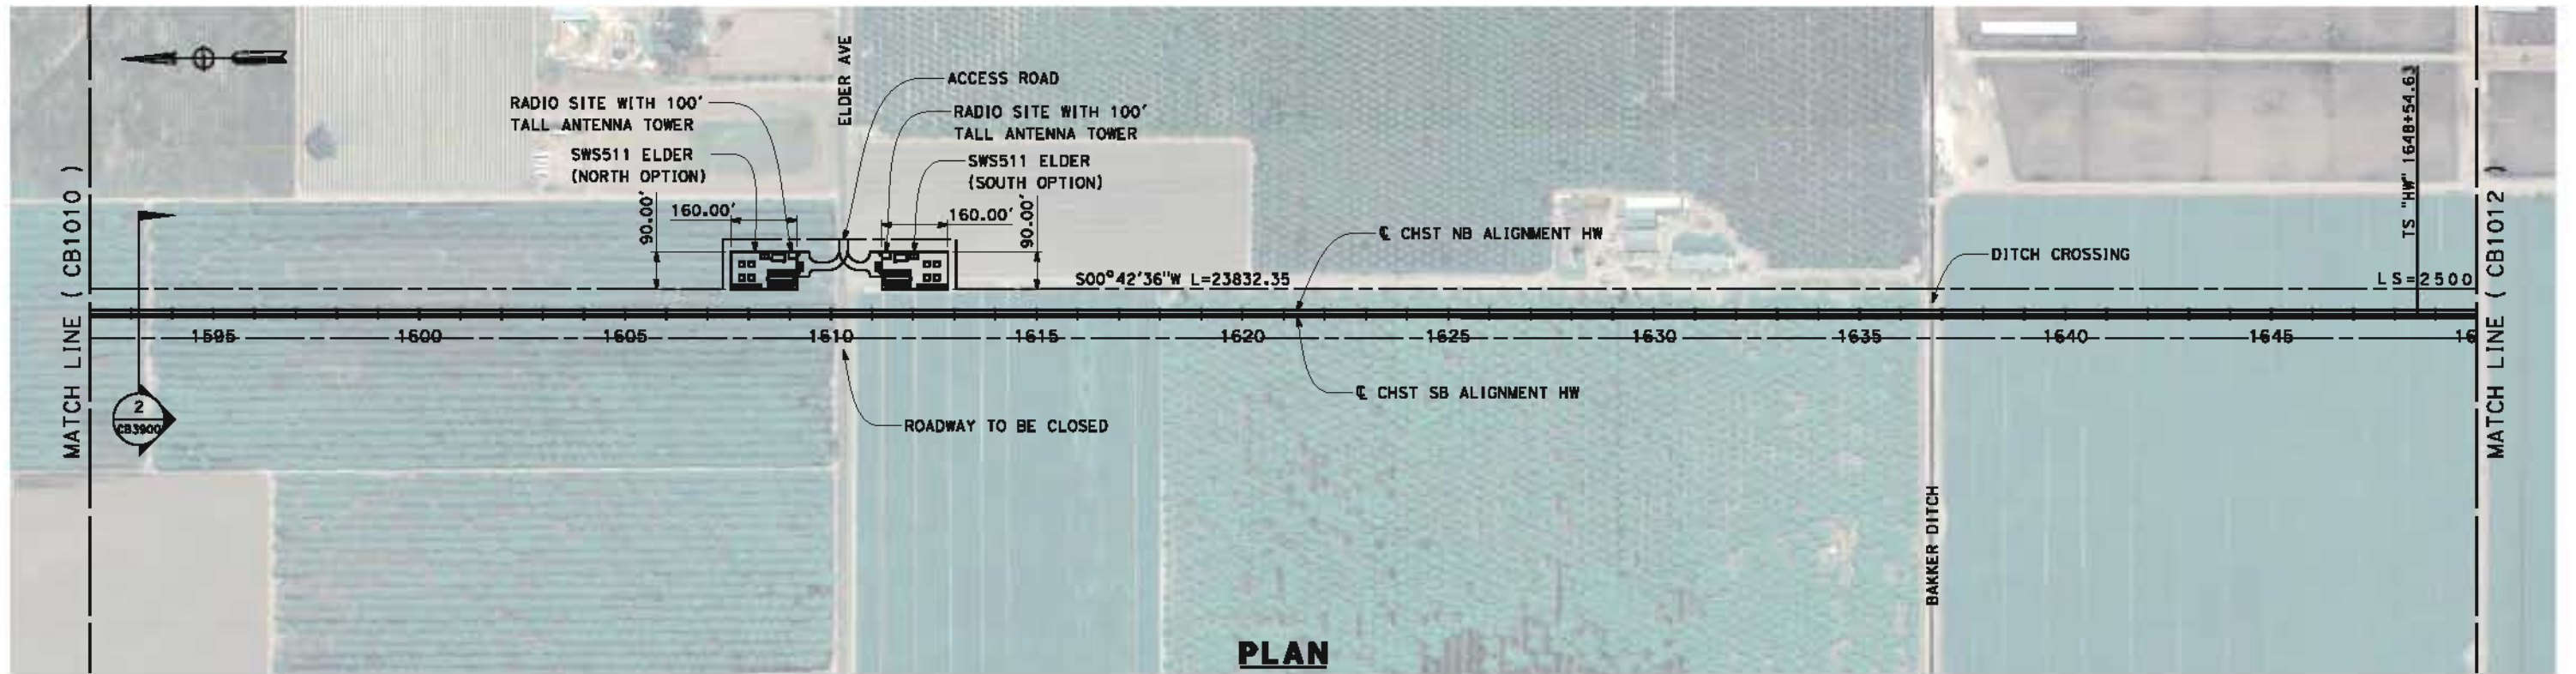 ELDER AVE
ACCESS ROAD
RADIO SITE WITH 100'
TALL ANTENNA TOWER
RADIO SITE WITH 100'
TALL ANTENNA TOWER
SWS511 ELDER
(NORTH OPTION)
SWS511 ELDER
(SOUTH OPTION)
90.00'
160.00'
160.00'
90.00'
MATCH LINE ( CB1010 )
TS "HW" 1648+54.63
MATCH LINE ( CB1012 )
℄ CHST NB ALIGNMENT HW
DITCH CROSSING
S00°42'36"W L=23832.35
LS=2500
1595 1600 1605 1610 1615 1620 1625 1630 1635 1640 1645 16
℄ CHST SB ALIGNMENT HW
2
CB3900
ROADWAY TO BE CLOSED
BAKKER DITCH
PLAN